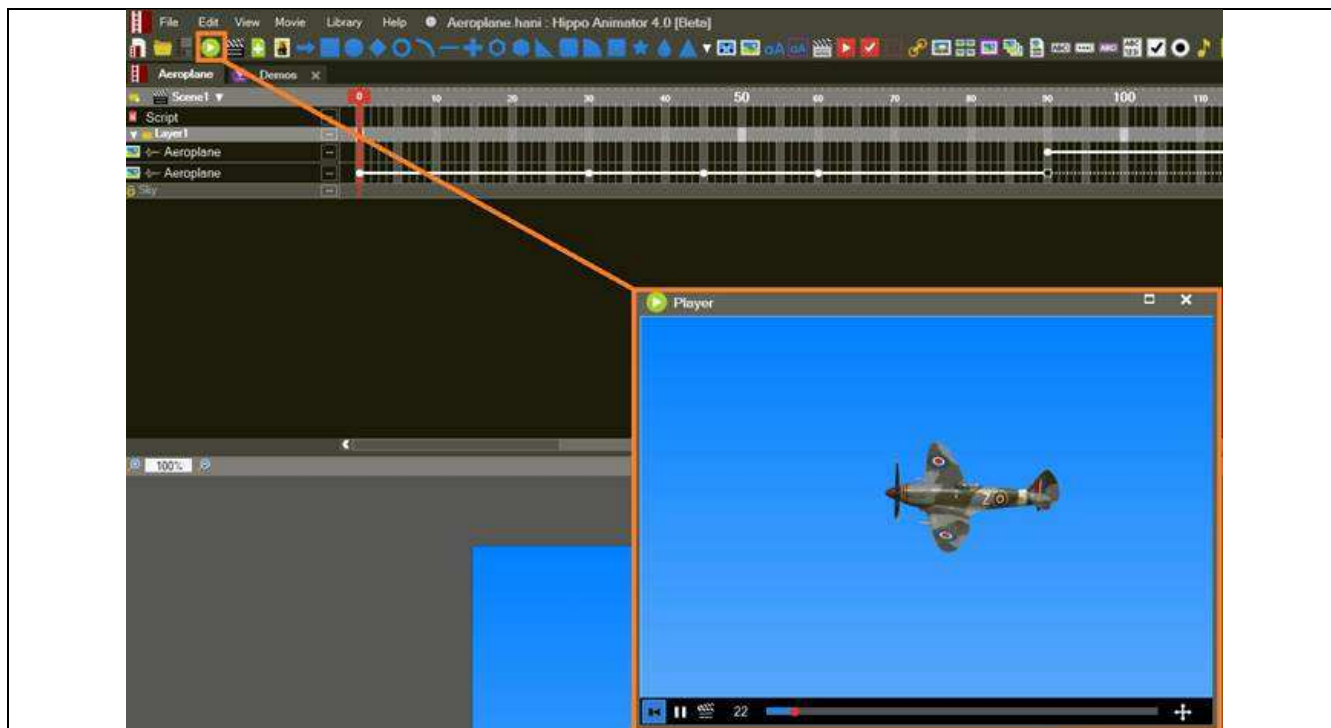 File Edit View Movie Library Help Aeroplane.hani : Hippo Animator 4.0 [Beta]
Aeroplane Demos
Scene1 0 10 20 30 40 50 60 70 80 90 100 110
Script
Layer1
Aeroplane
Aeroplane
Sky
Player
100%
Z
22